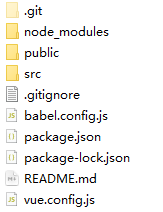 .git
node_modules
public
src
.gitignore
babel.config.js
package.json
package-lock.json
README.md
vue.config.js